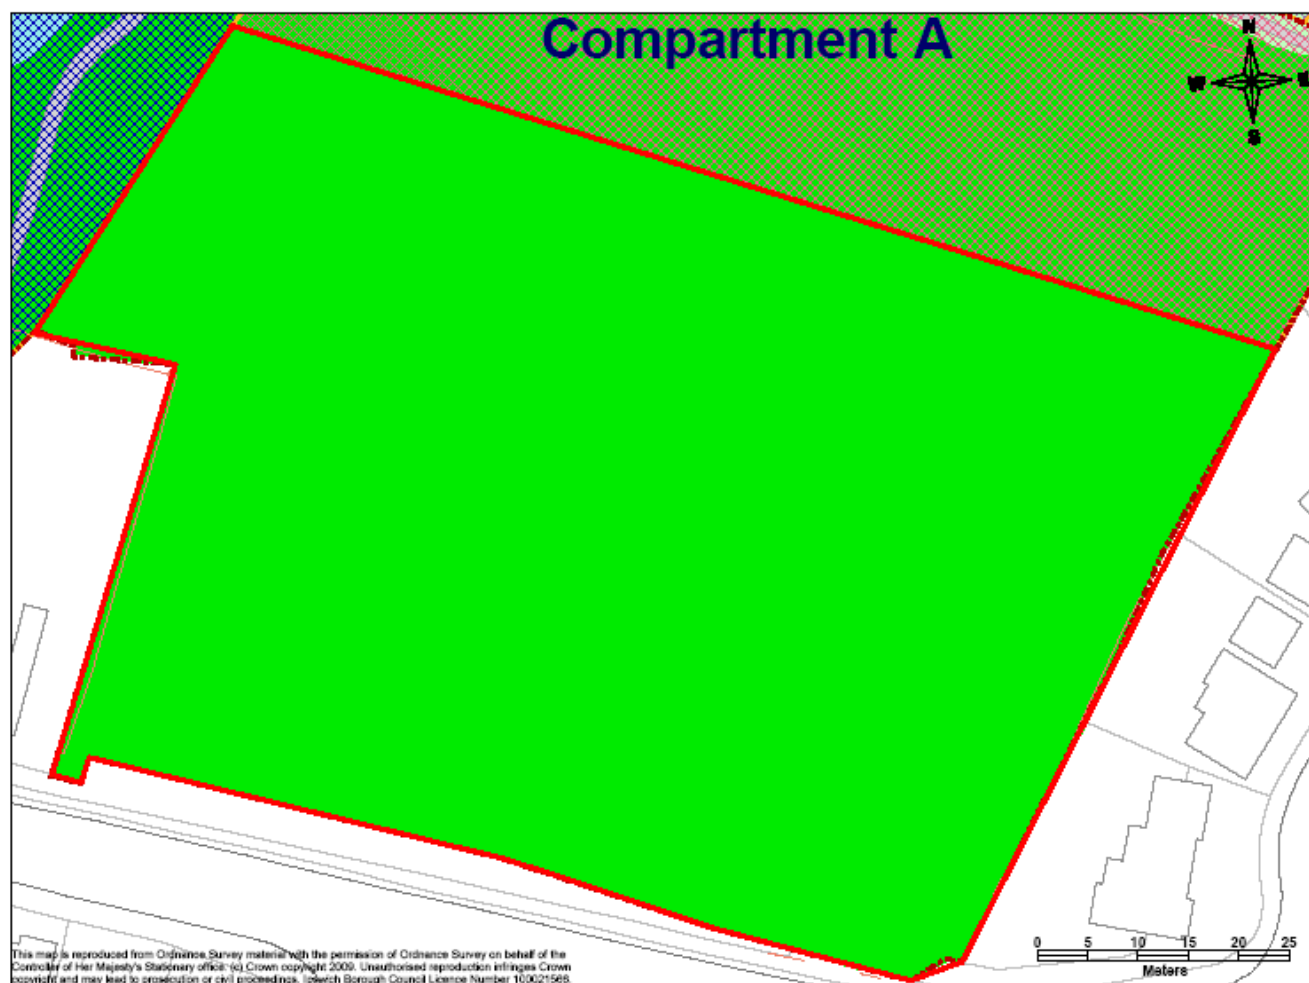 Compartment A
N
W E
S
0 5 10 15 20 25
Meters
This map is reproduced from Ordnance Survey material with the permission of Ordnance Survey on behalf of the
Controller of Her Majesty's Stationary office. (c) Crown copyright 2009. Unauthorised reproduction infringes Crown
copyright and may lead to prosecution or civil proceedings. Ipswich Borough Council Licence Number 100021566.